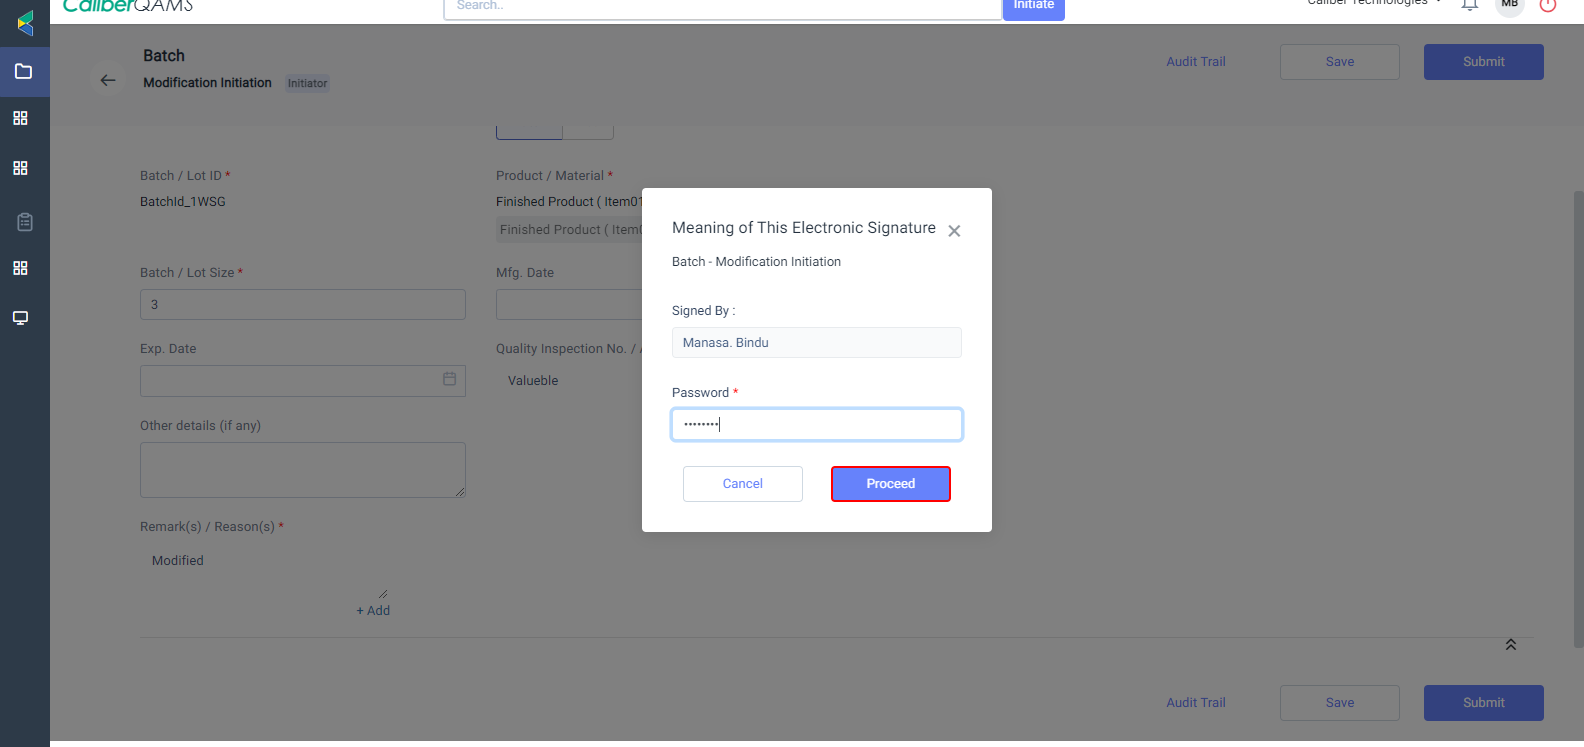 CaliberQAMS
Search..
Initiate
Caliber Technologies
MB
Batch
Modification Initiation
Initiator
Audit Trail
Save
Submit
Batch / Lot ID *
BatchId_1WSG
Product / Material *
Finished Product ( Item01
Finished Product ( Item0
Batch / Lot Size *
3
Mfg. Date
Exp. Date
Quality Inspection No. /
Valueble
Other details (if any)
Remark(s) / Reason(s) *
Modified
+ Add
Meaning of This Electronic Signature
Batch - Modification Initiation
Signed By :
Manasa. Bindu
Password *
••••••••
Cancel
Proceed
Audit Trail
Save
Submit